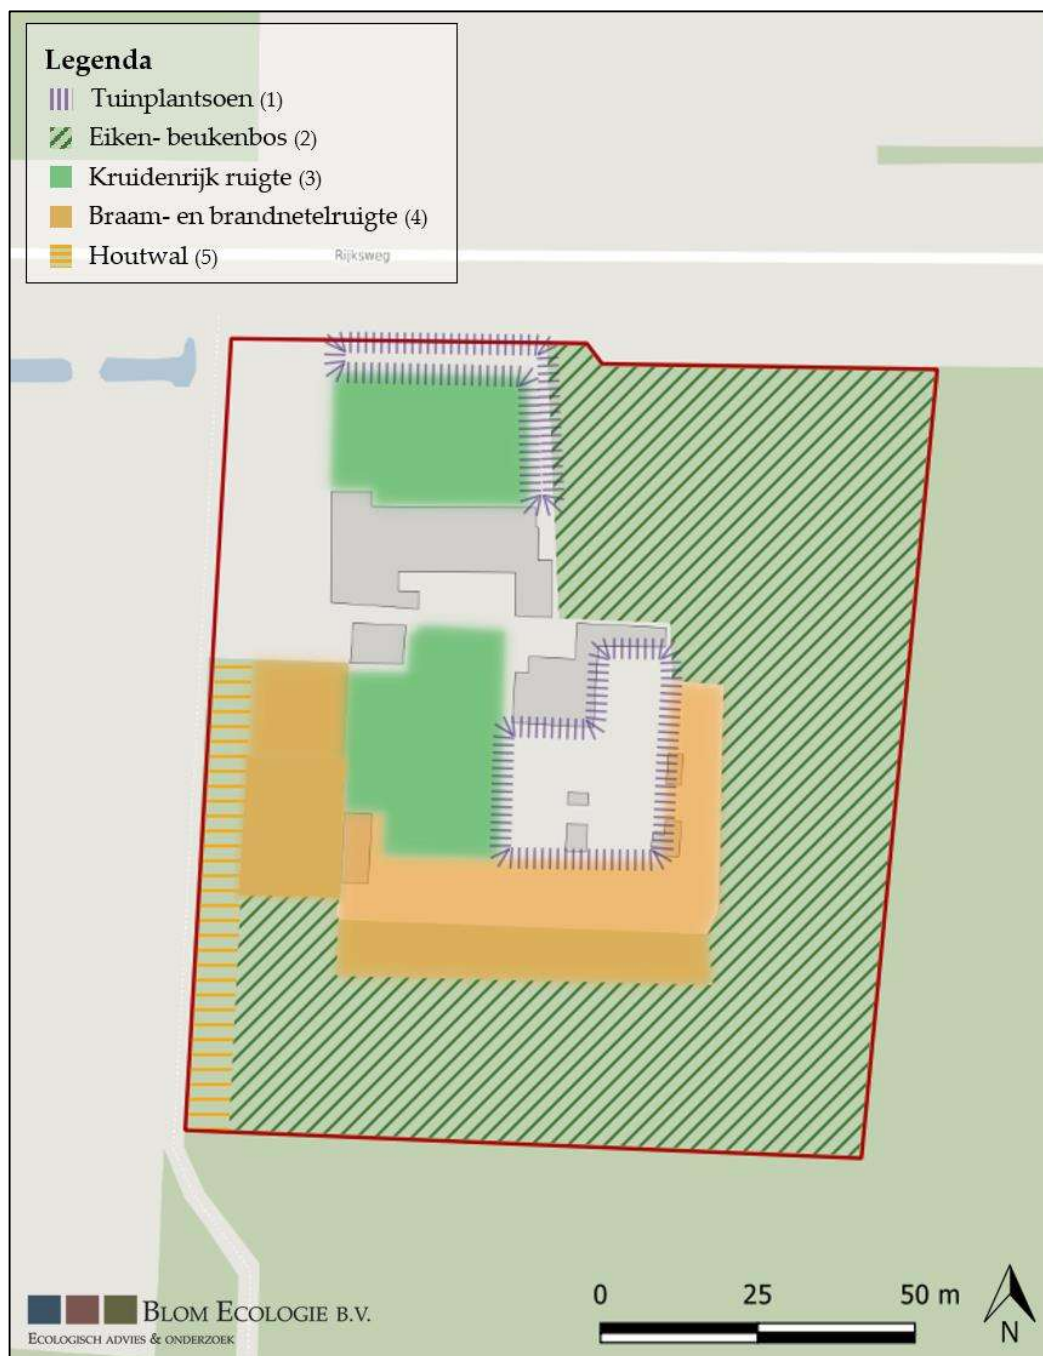 Legenda
Tuinplantsoen (1)
Eiken- beukenbos (2)
Kruidenrijk ruigte (3)
Braam- en brandnetelruigte (4)
Houtwal (5)
Rijksweg
0 25 50 m
N
BLOM ECOLOGIE B.V.
ECOLOGISCH ADVIES & ONDERZOEK